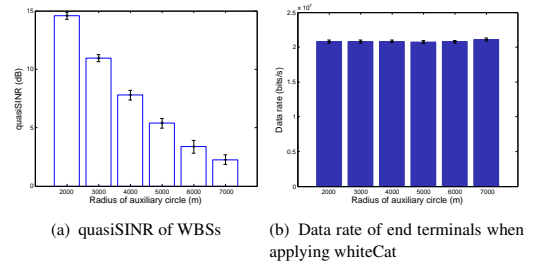 15
10
5
0
quasiSINR (dB)
2000 3000 4000 5000 6000 7000
Radius of auxiliary circle (m)
(a) quasiSINR of WBSs
2.5 x 10^7
2
1.5
1
0.5
0
Data rate (bits/s)
2000 3000 4000 5000 6000 7000
Radius of auxiliary circle (m)
(b) Data rate of end terminals when
applying whiteCat